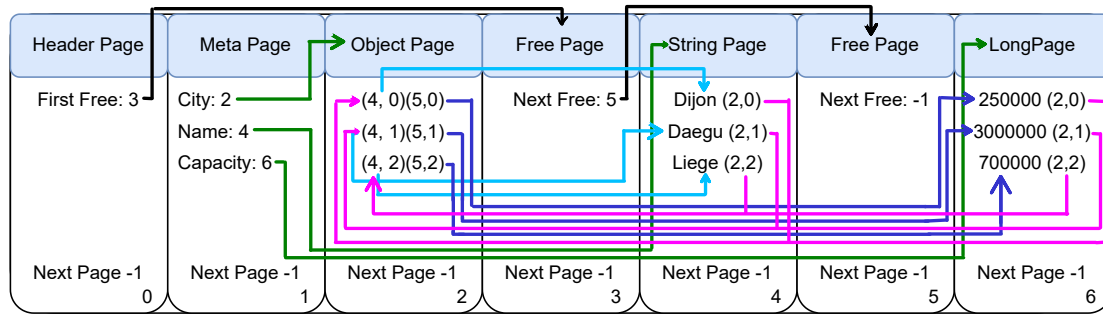 Header Page
First Free: 3
Next Page -1
0
Meta Page
City: 2
Name: 4
Capacity: 6
Next Page -1
1
Object Page
(4, 0)(5,0)
(4, 1)(5,1)
(4, 2)(5,2)
Next Page -1
2
Free Page
Next Free: 5
Next Page -1
3
String Page
Dijon (2,0)
Daegu (2,1)
Liege (2,2)
Next Page -1
4
Free Page
Next Free: -1
Next Page -1
5
LongPage
250000 (2,0)
3000000 (2,1)
700000 (2,2)
Next Page -1
6